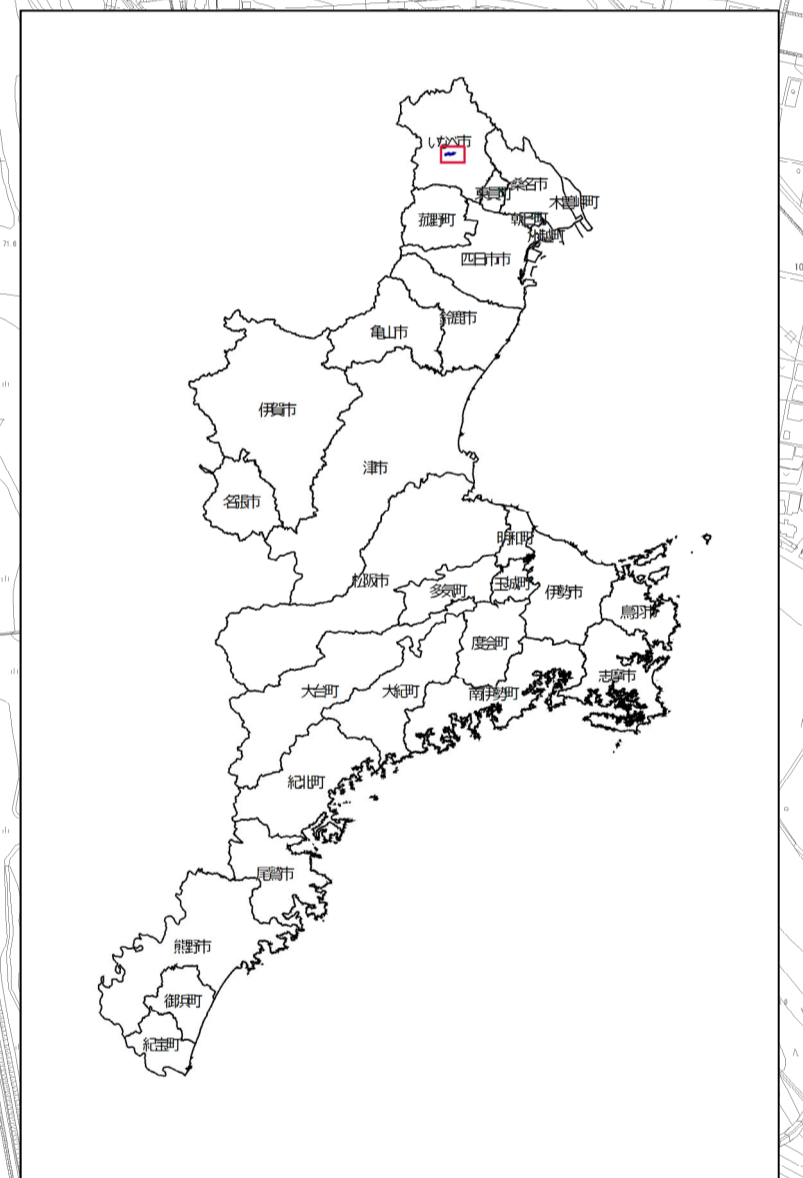 いなべ市
桑名市
東員町
木曽岬町
菰野町
朝日町
川越町
四日市市
鈴鹿市
亀山市
伊賀市
津市
名張市
明和町
松阪市
多気町
玉城町
伊勢市
鳥羽市
度会町
志摩市
大台町
大紀町
南伊勢町
紀北町
尾鷲市
熊野市
御浜町
紀宝町
71.6
10